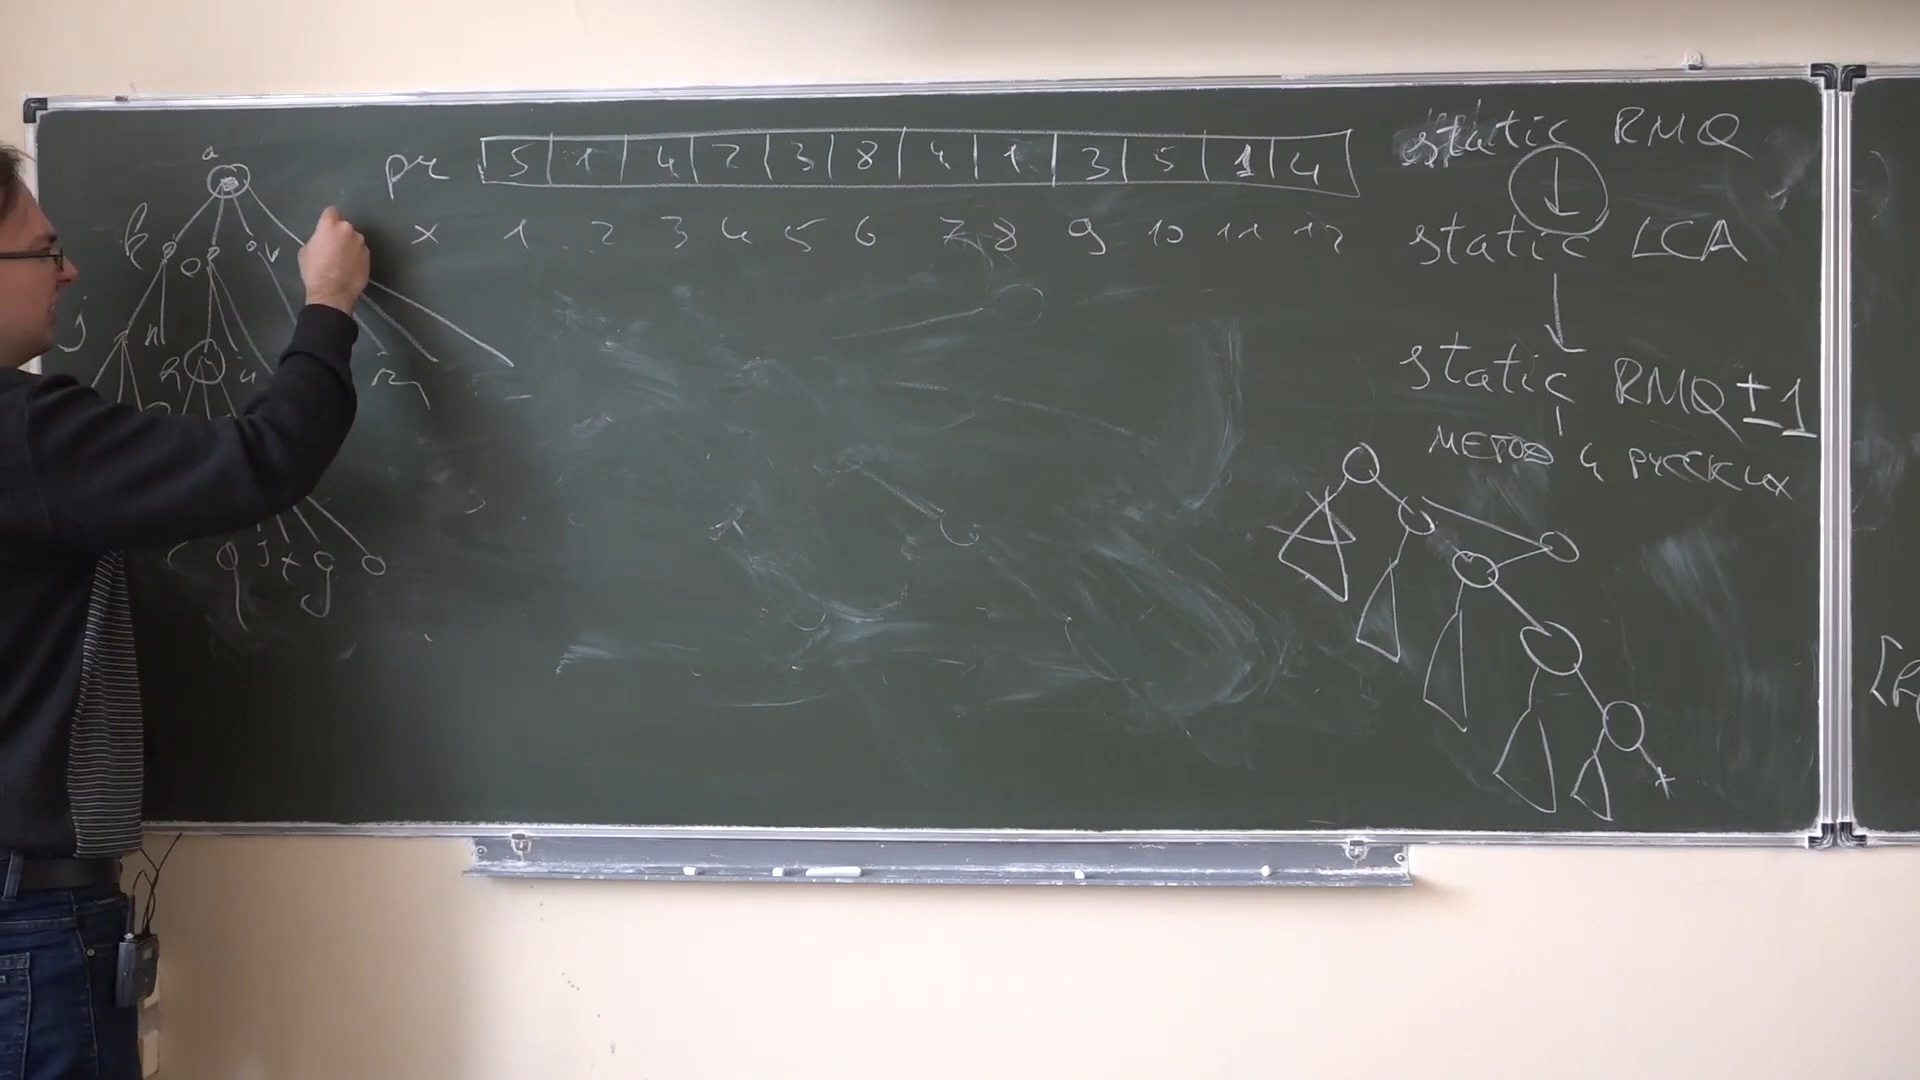 pr 5 1 4 2 3 8 4 1 3 5 1 4
x 1 2 3 4 5 6 7 8 9 10 11 12
static RMQ
static LCA
static RMQ ±1
МЕТОД 4 РУССКИХ
a
b
o
v
j
n
q
u
m